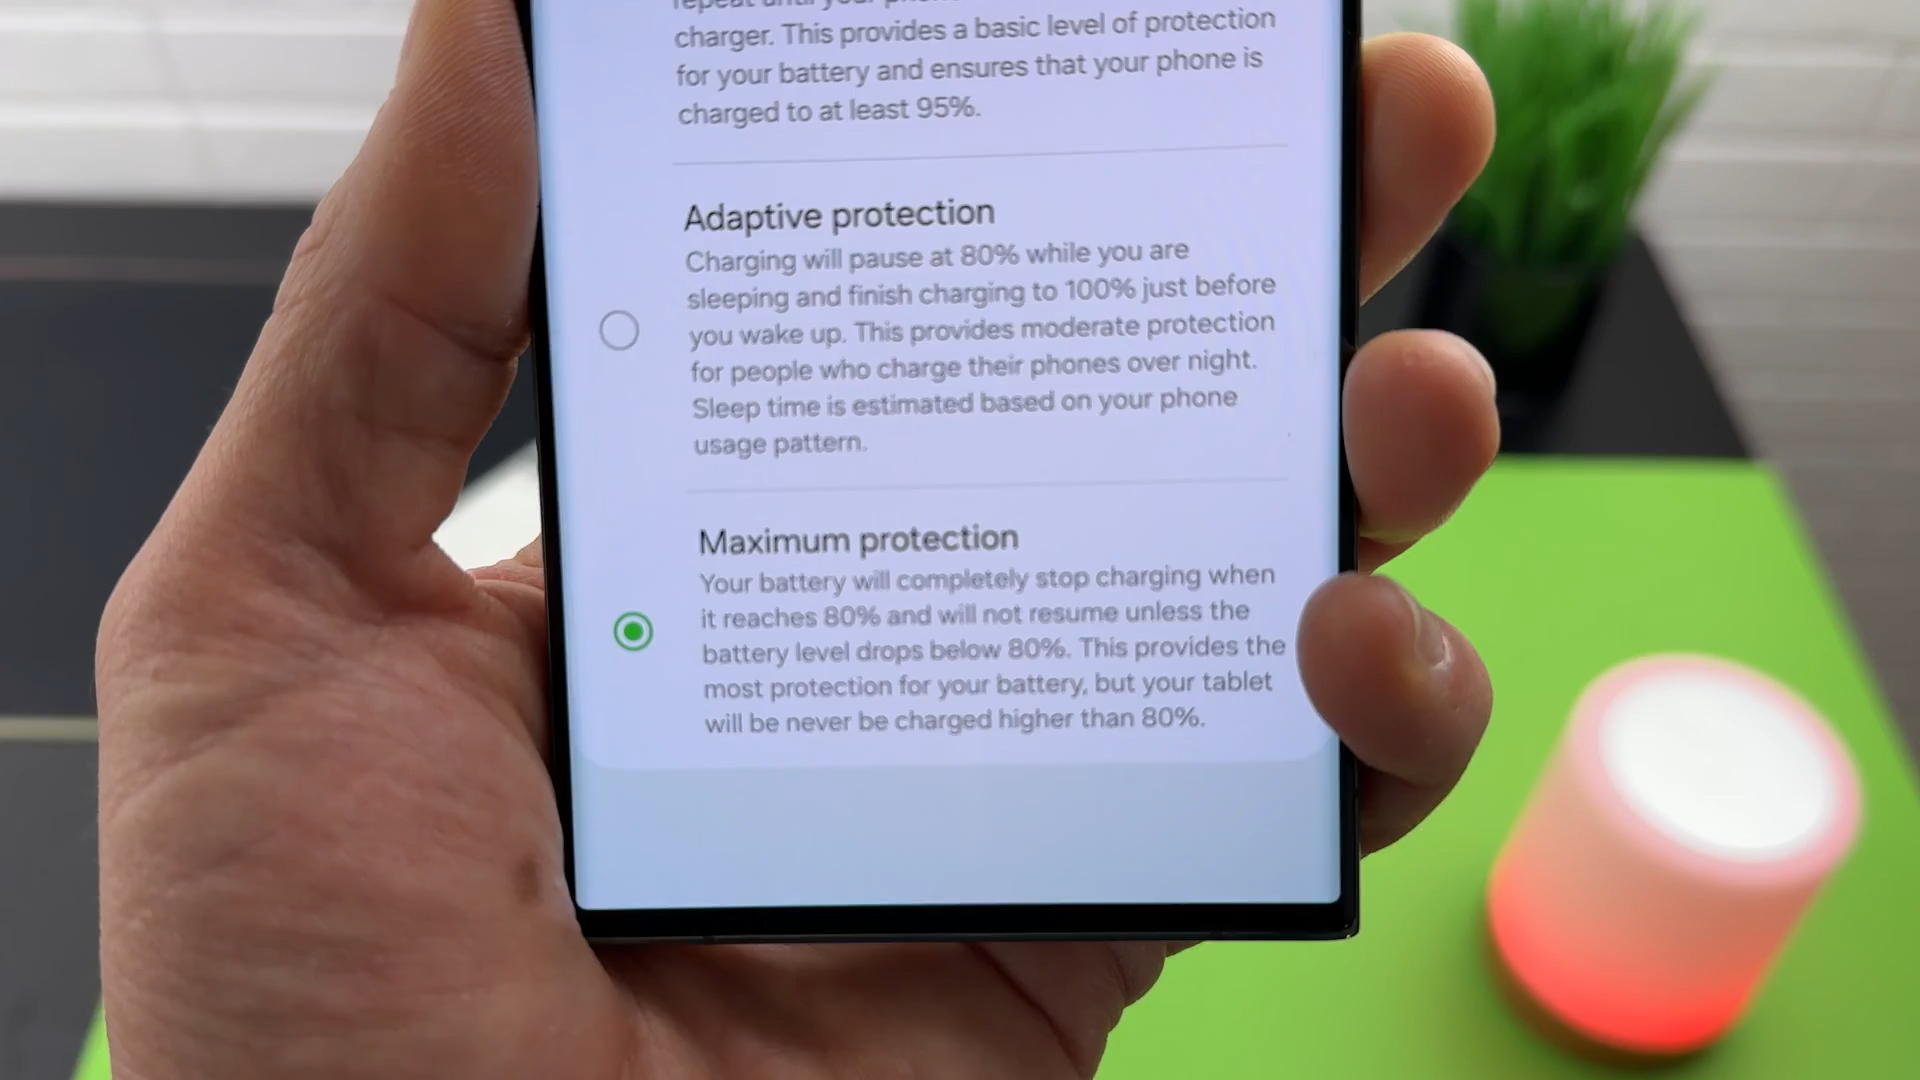 repeat until your
charger. This provides a basic level of protection
for your battery and ensures that your phone is
charged to at least 95%.
Adaptive protection
Charging will pause at 80% while you are
sleeping and finish charging to 100% just before
you wake up. This provides moderate protection
for people who charge their phones over night.
Sleep time is estimated based on your phone
usage pattern.
Maximum protection
Your battery will completely stop charging when
it reaches 80% and will not resume unless the
battery level drops below 80%. This provides the
most protection for your battery, but your tablet
will be never be charged higher than 80%.